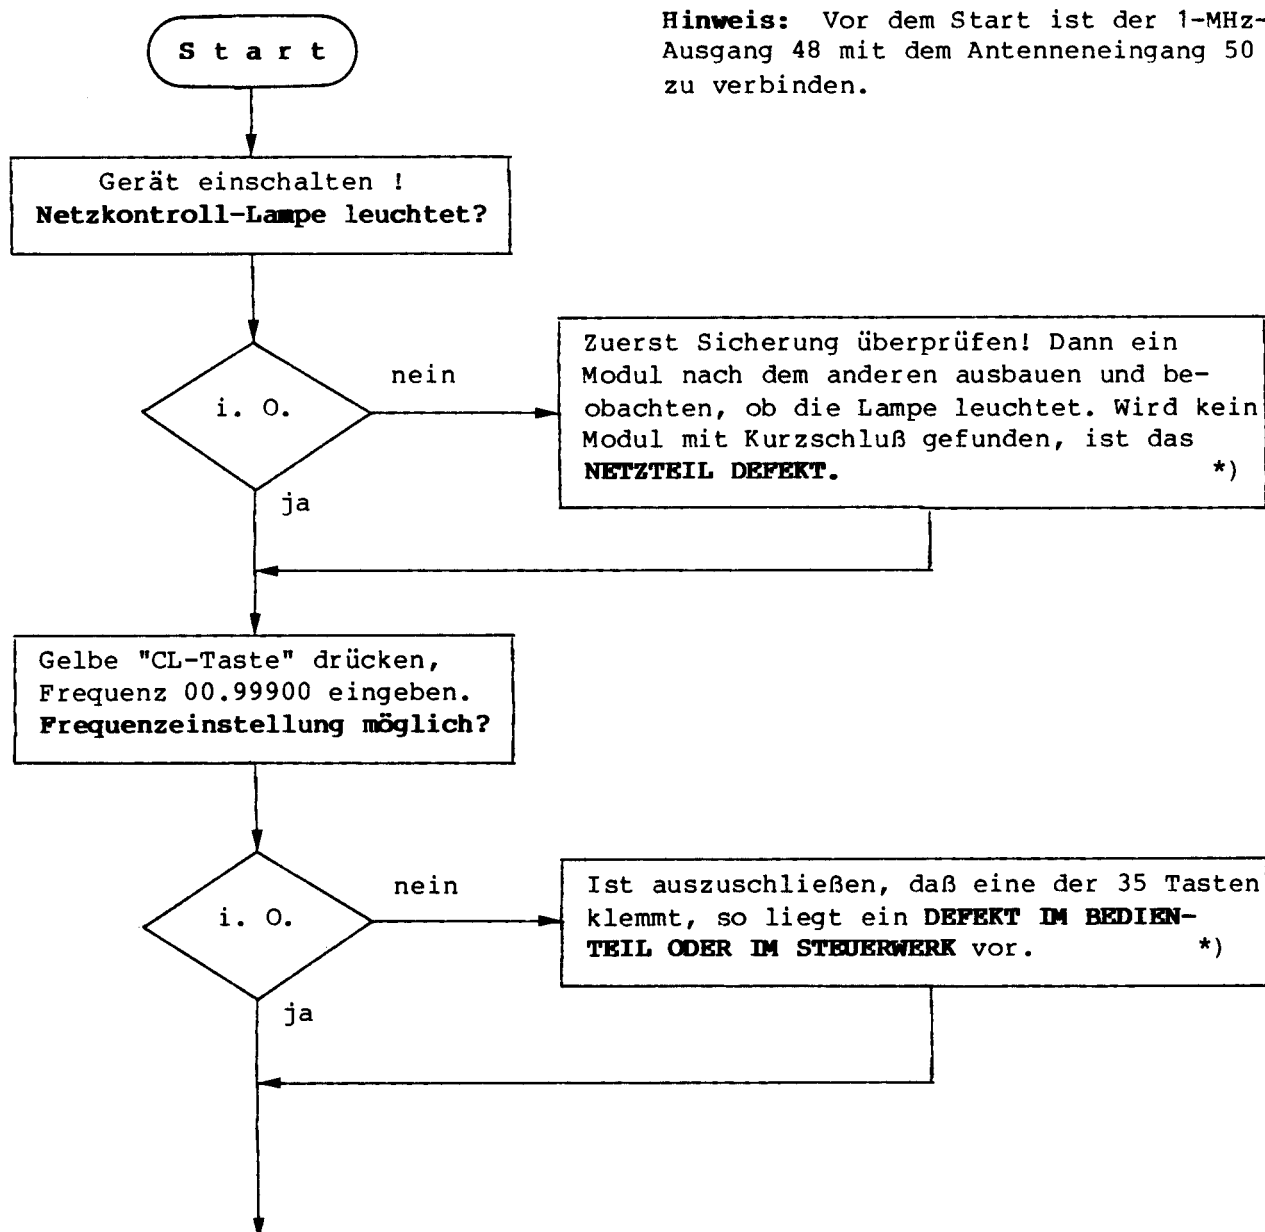 Hinweis: Vor dem Start ist der 1-MHz-
Ausgang 48 mit dem Antenneneingang 50
zu verbinden.
Start
Gerät einschalten !
Netzkontroll-Lampe leuchtet?
i. O.
nein
ja
Zuerst Sicherung überprüfen! Dann ein
Modul nach dem anderen ausbauen und be-
obachten, ob die Lampe leuchtet. Wird kein
Modul mit Kurzschluß gefunden, ist das
NETZTEIL DEFEKT. *)
Gelbe "CL-Taste" drücken,
Frequenz 00.99900 eingeben.
Frequenzeinstellung möglich?
i. O.
nein
ja
Ist auszuschließen, daß eine der 35 Tasten
klemmt, so liegt ein DEFEKT IM BEDIEN-
TEIL ODER IM STEUERWERK vor. *)